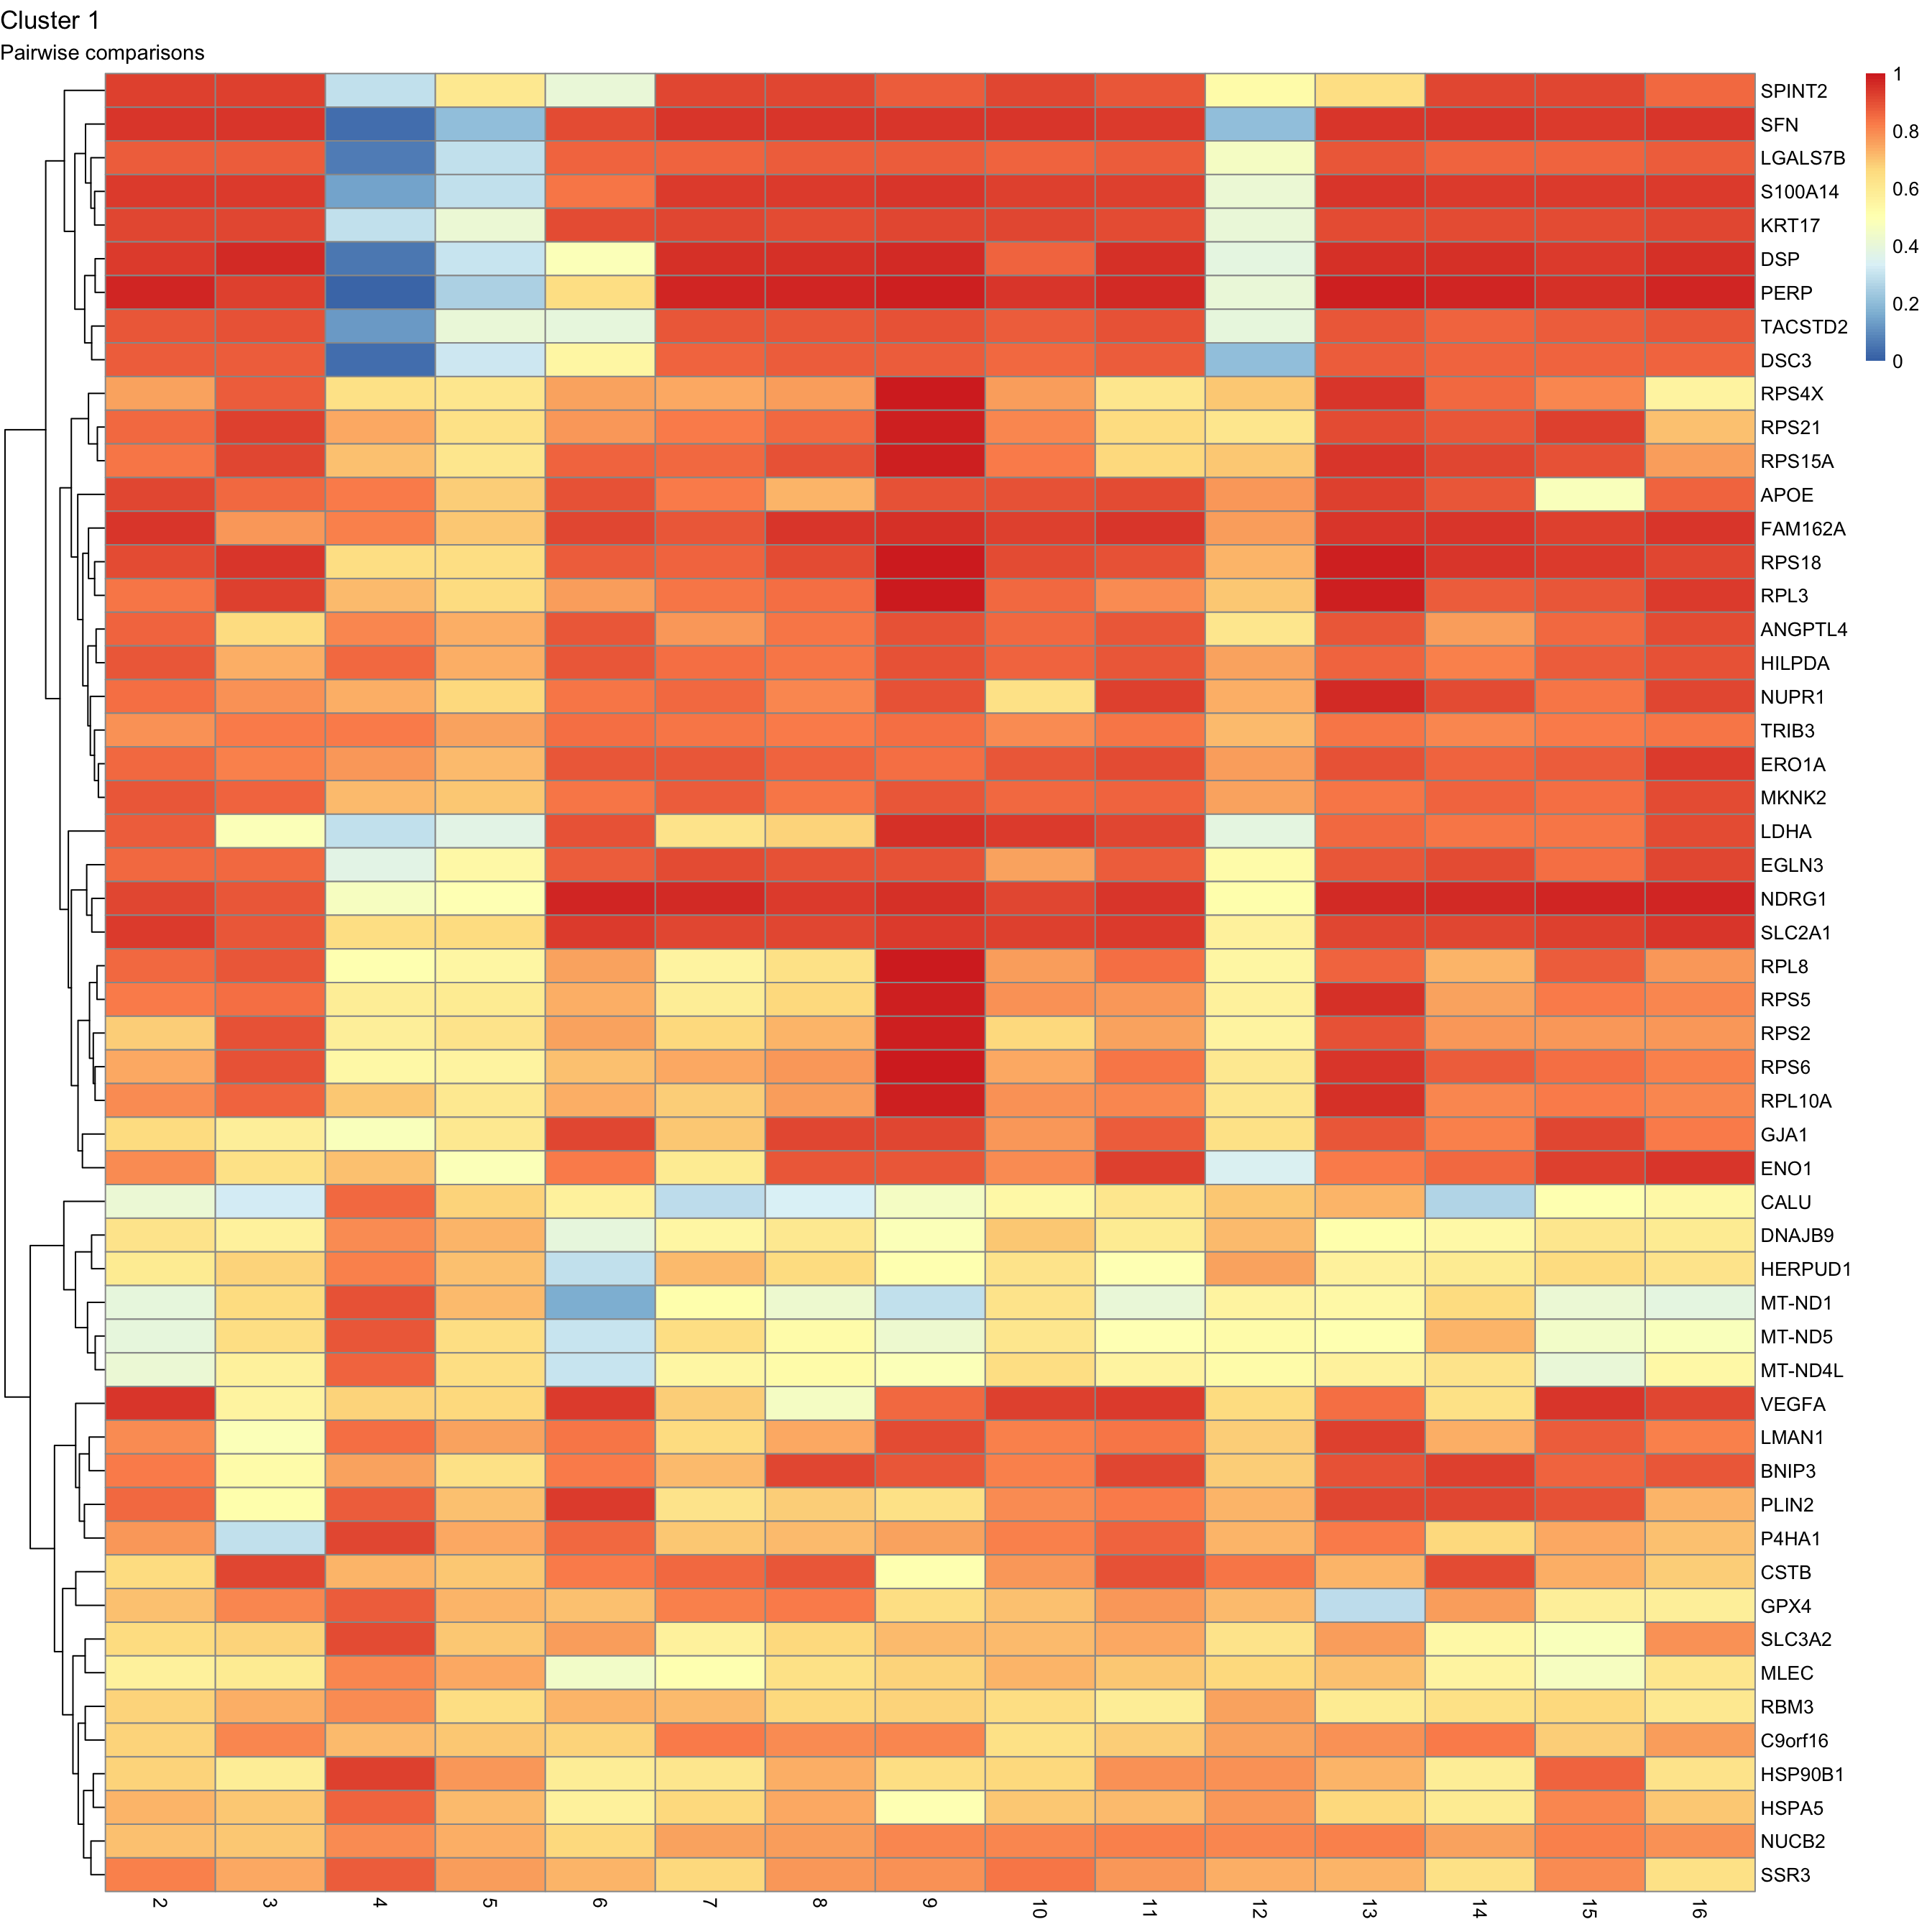 Cluster 1
Pairwise comparisons
1
0.8
0.6
0.4
0.2
0
SPINT2
SFN
LGALS7B
S100A14
KRT17
DSP
PERP
TACSTD2
DSC3
RPS4X
RPS21
RPS15A
APOE
FAM162A
RPS18
RPL3
ANGPTL4
HILPDA
NUPR1
TRIB3
ERO1A
MKNK2
LDHA
EGLN3
NDRG1
SLC2A1
RPL8
RPS5
RPS2
RPS6
RPL10A
GJA1
ENO1
CALU
DNAJB9
HERPUD1
MT-ND1
MT-ND5
MT-ND4L
VEGFA
LMAN1
BNIP3
PLIN2
P4HA1
CSTB
GPX4
SLC3A2
MLEC
RBM3
C9orf16
HSP90B1
HSPA5
NUCB2
SSR3
2 3 4 5 6 7 8 9 10 11 12 13 14 15 16